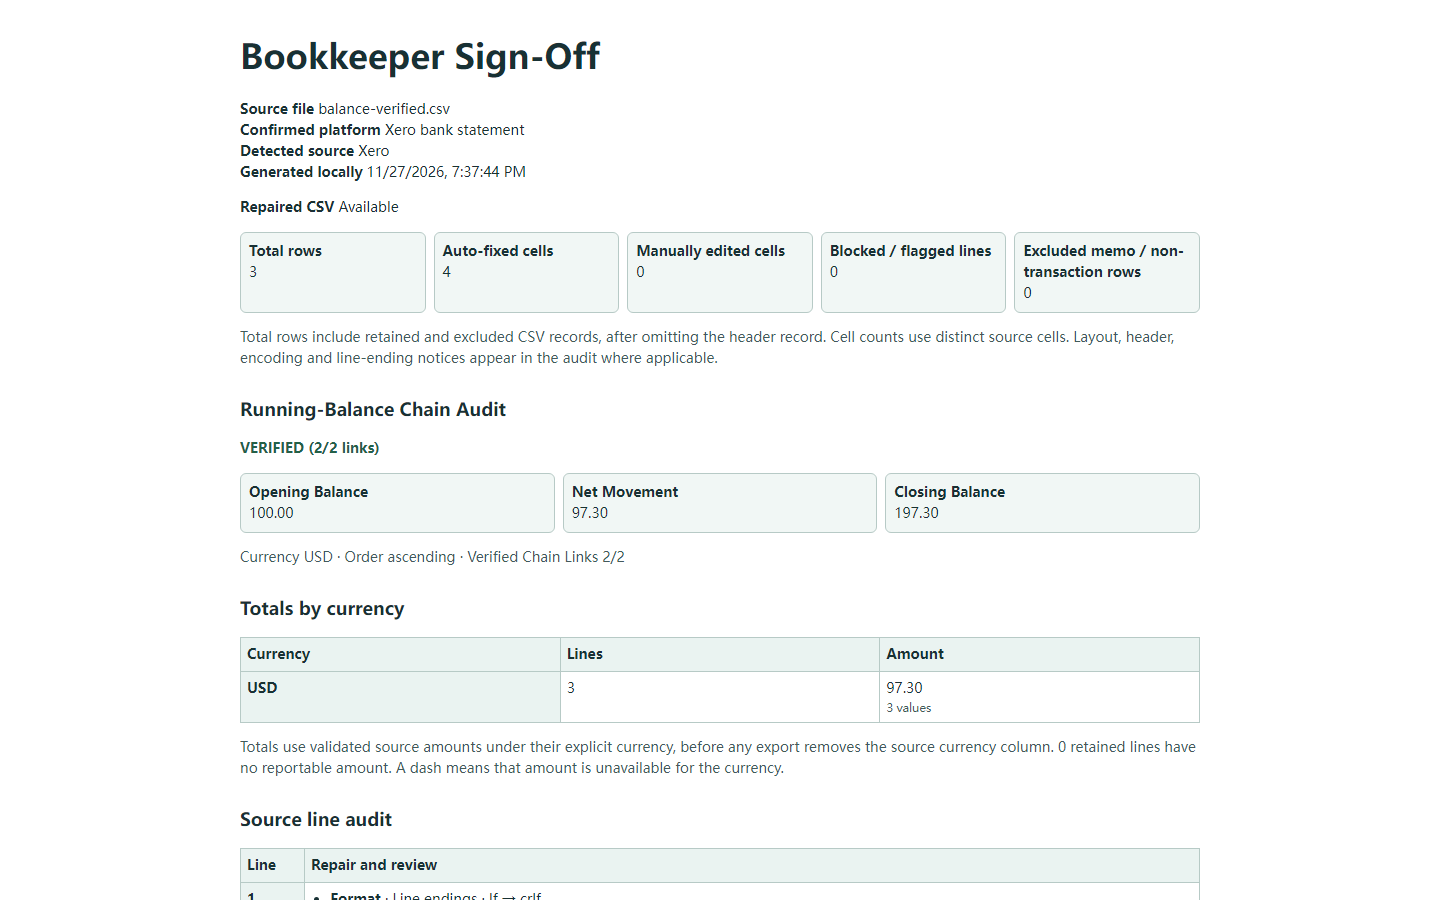 Bookkeeper Sign-Off
Source file balance-verified.csv
Confirmed platform Xero bank statement
Detected source Xero
Generated locally 11/27/2026, 7:37:44 PM
Repaired CSV Available
Total rows
3
Auto-fixed cells
4
Manually edited cells
0
Blocked / flagged lines
0
Excluded memo / non-
transaction rows
0
Total rows include retained and excluded CSV records, after omitting the header record. Cell counts use distinct source cells. Layout, header,
encoding and line-ending notices appear in the audit where applicable.
Running-Balance Chain Audit
VERIFIED (2/2 links)
Opening Balance
100.00
Net Movement
97.30
Closing Balance
197.30
Currency USD · Order ascending · Verified Chain Links 2/2
Totals by currency
Currency Lines Amount
USD 3 97.30
3 values
Totals use validated source amounts under their explicit currency, before any export removes the source currency column. 0 retained lines have
no reportable amount. A dash means that amount is unavailable for the currency.
Source line audit
Line Repair and review
1 • Format · Line endings · lf → crlf